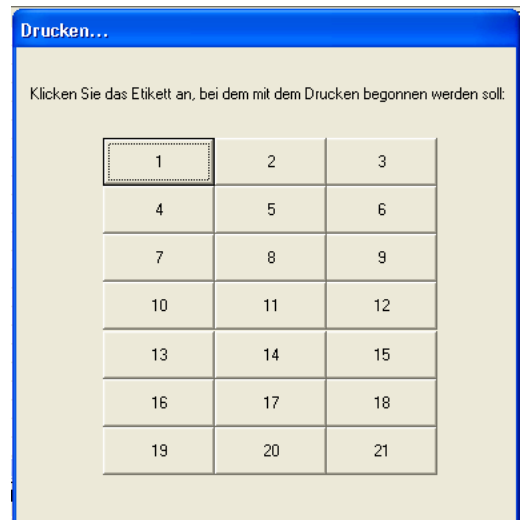 Drucken...
Klicken Sie das Etikett an, bei dem mit dem Drucken begonnen werden soll:
1 2 3
4 5 6
7 8 9
10 11 12
13 14 15
16 17 18
19 20 21